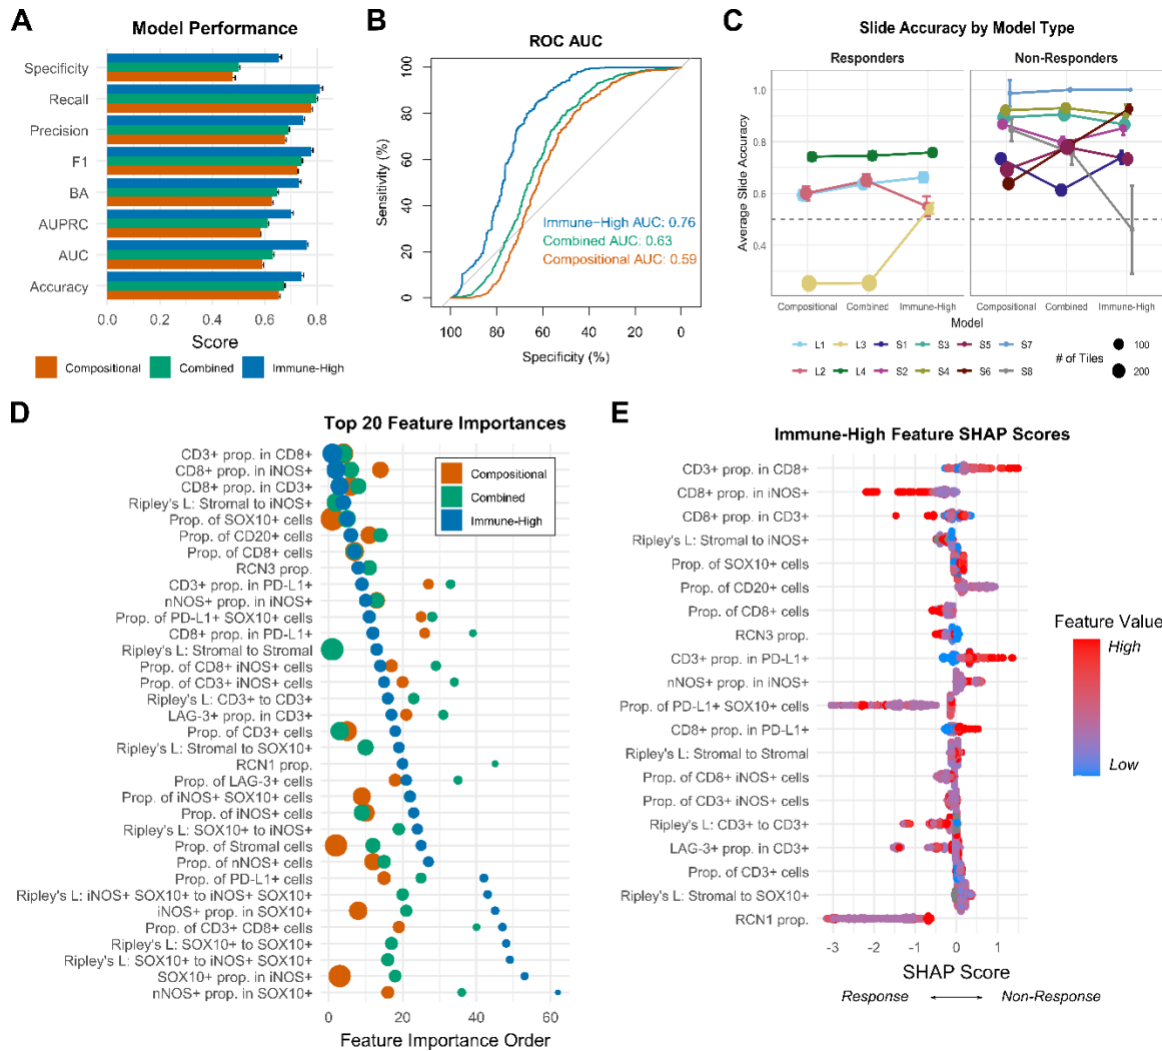 A
Model Performance
Specificity
Recall
Precision
F1
BA
AUPRC
AUC
Accuracy
0.0 0.2 0.4 0.6 0.8
Score
Compositional Combined Immune-High
B
ROC AUC
Sensitivity (%)
100
80
60
40
20
0
Immune-High AUC: 0.76
Combined AUC: 0.63
Compositional AUC: 0.59
100 80 60 40 20 0
Specificity (%)
C
Slide Accuracy by Model Type
Responders Non-Responders
Average Slide Accuracy
1.0
0.8
0.6
0.4
Compositional Combined Immune-High Compositional Combined Immune-High
Model
L1 L3 S1 S3 S5 S7
L2 L4 S2 S4 S6 S8
# of Tiles
100
200
D
Top 20 Feature Importances
Compositional
Combined
Immune-High
CD3+ prop. in CD8+
CD8+ prop. in iNOS+
CD8+ prop. in CD3+
Ripley's L: Stromal to iNOS+
Prop. of SOX10+ cells
Prop. of CD20+ cells
Prop. of CD8+ cells
RCN3 prop.
CD3+ prop. in PD-L1+
nNOS+ prop. in iNOS+
Prop. of PD-L1+ SOX10+ cells
CD8+ prop. in PD-L1+
Ripley's L: Stromal to Stromal
Prop. of CD8+ iNOS+ cells
Prop. of CD3+ iNOS+ cells
Ripley's L: CD3+ to CD3+
LAG-3+ prop. in CD3+
Prop. of CD3+ cells
Ripley's L: Stromal to SOX10+
RCN1 prop.
Prop. of LAG-3+ cells
Prop. of iNOS+ SOX10+ cells
Prop. of iNOS+ cells
Ripley's L: SOX10+ to iNOS+
Prop. of Stromal cells
Prop. of nNOS+ cells
Prop. of PD-L1+ cells
Ripley's L: iNOS+ SOX10+ to iNOS+ SOX10+
iNOS+ prop. in SOX10+
Prop. of CD3+ CD8+ cells
Ripley's L: SOX10+ to SOX10+
Ripley's L: SOX10+ to iNOS+ SOX10+
SOX10+ prop. in iNOS+
nNOS+ prop. in SOX10+
0 20 40 60
Feature Importance Order
E
Immune-High Feature SHAP Scores
CD3+ prop. in CD8+
CD8+ prop. in iNOS+
CD8+ prop. in CD3+
Ripley's L: Stromal to iNOS+
Prop. of SOX10+ cells
Prop. of CD20+ cells
Prop. of CD8+ cells
RCN3 prop.
CD3+ prop. in PD-L1+
nNOS+ prop. in iNOS+
Prop. of PD-L1+ SOX10+ cells
CD8+ prop. in PD-L1+
Ripley's L: Stromal to Stromal
Prop. of CD8+ iNOS+ cells
Prop. of CD3+ iNOS+ cells
Ripley's L: CD3+ to CD3+
LAG-3+ prop. in CD3+
Prop. of CD3+ cells
Ripley's L: Stromal to SOX10+
RCN1 prop.
-3 -2 -1 0 1
SHAP Score
Response Non-Response
Feature Value
High
Low